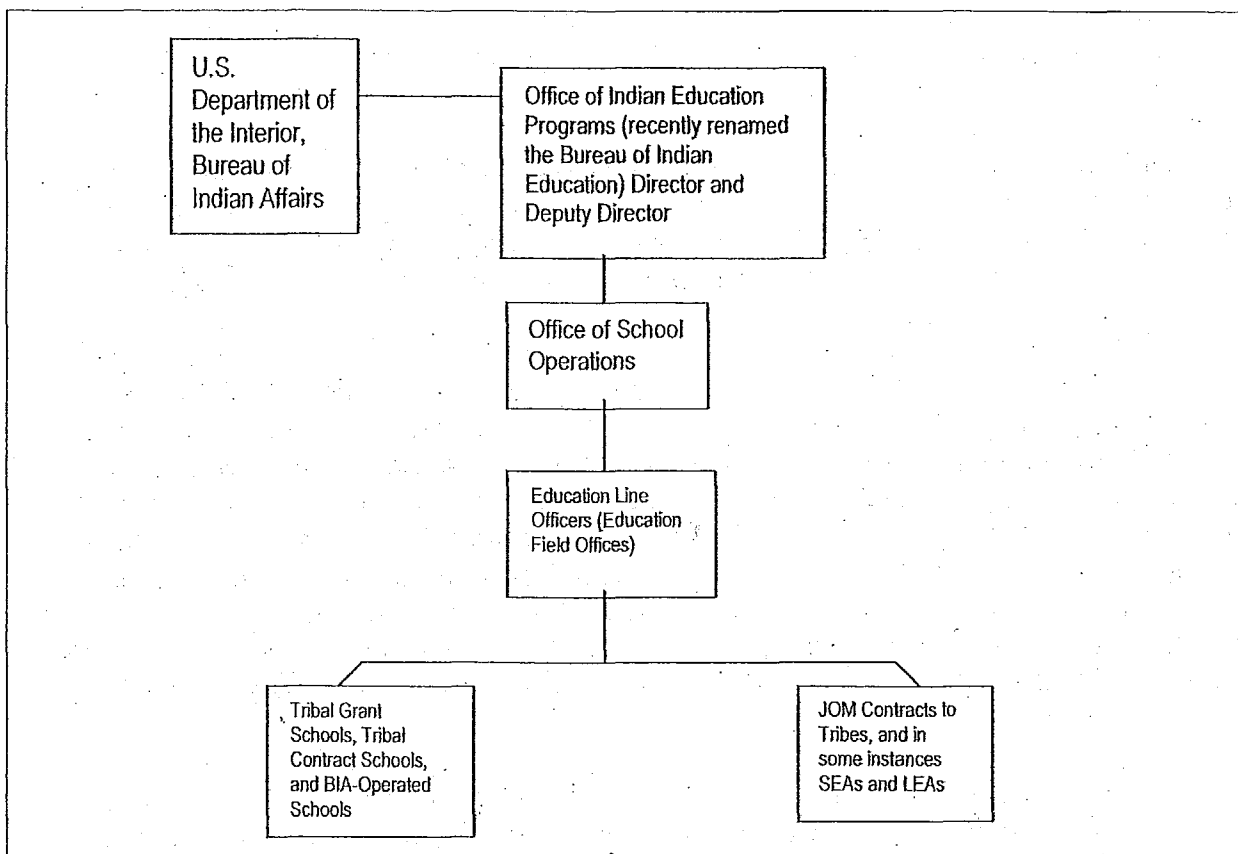 U.S.
Department of
the Interior,
Bureau of
Indian Affairs
Office of Indian Education
Programs (recently renamed
the Bureau of Indian
Education) Director and
Deputy Director
Office of School
Operations
Education Line
Officers (Education
Field Offices)
Tribal Grant
Schools, Tribal
Contract Schools,
and BIA-Operated
Schools
JOM Contracts to
Tribes, and in
some instances
SEAs and LEAs